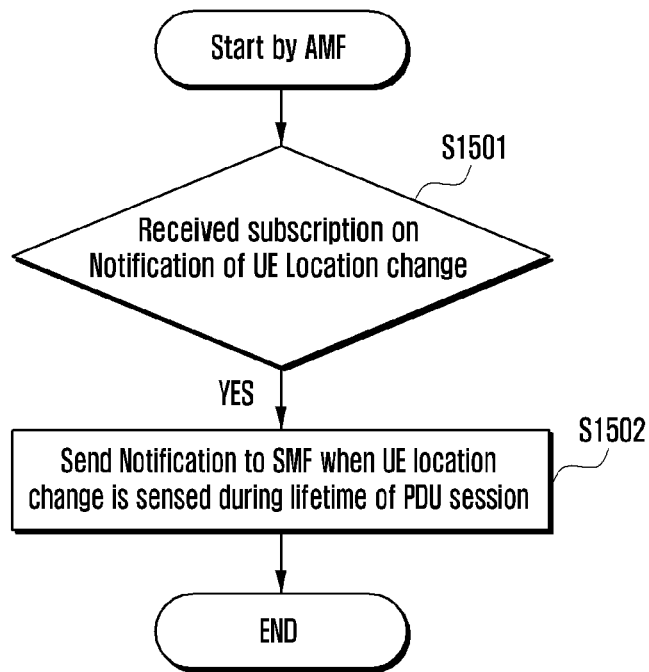 Start by AMF
S1501
Received subscription on
Notification of UE Location change
YES
S1502
Send Notification to SMF when UE location
change is sensed during lifetime of PDU session
END